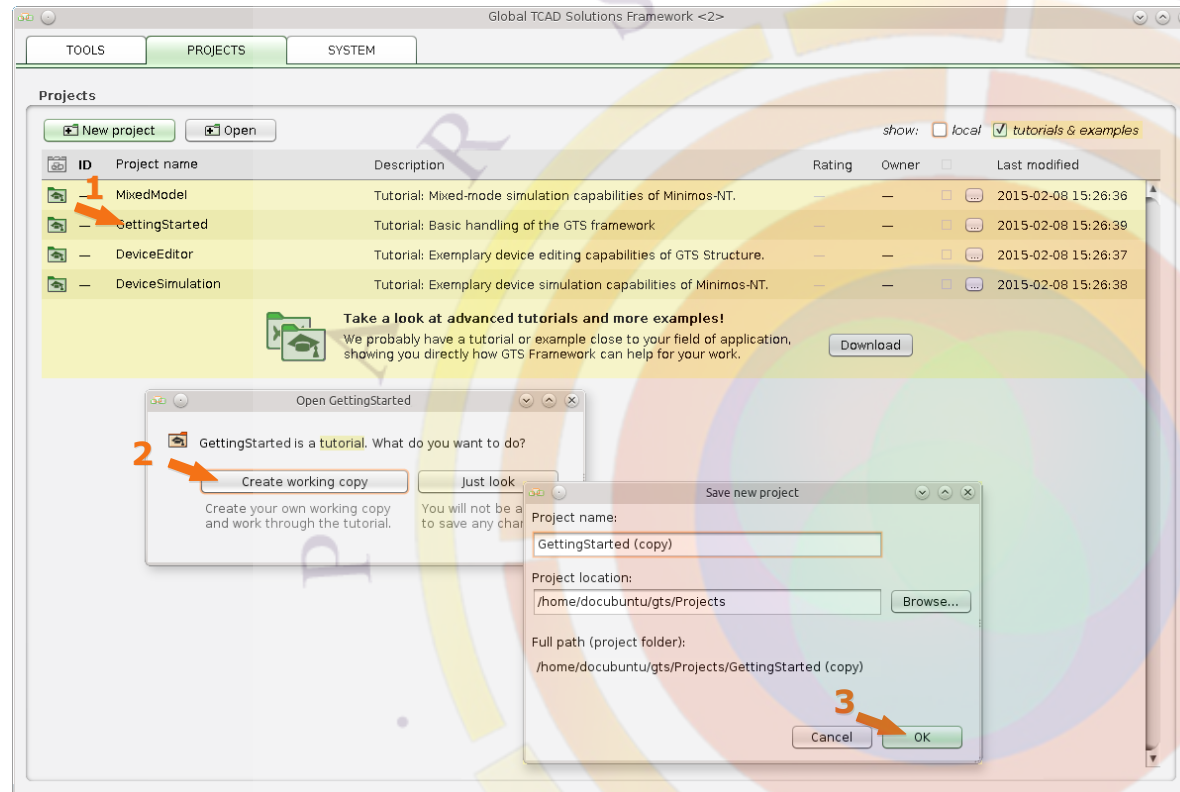 Global TCAD Solutions Framework <2>
TOOLS PROJECTS SYSTEM
Projects
New project Open show: local tutorials & examples
ID Project name Description Rating Owner Last modified
1
— MixedModel Tutorial: Mixed-mode simulation capabilities of Minimos-NT. — — ... 2015-02-08 15:26:36
— GettingStarted Tutorial: Basic handling of the GTS framework — — ... 2015-02-08 15:26:39
— DeviceEditor Tutorial: Exemplary device editing capabilities of GTS Structure. — — ... 2015-02-08 15:26:37
— DeviceSimulation Tutorial: Exemplary device simulation capabilities of Minimos-NT. — — ... 2015-02-08 15:26:38
Take a look at advanced tutorials and more examples!
We probably have a tutorial or example close to your field of application,
showing you directly how GTS Framework can help for your work.
Download
Open GettingStarted
GettingStarted is a tutorial. What do you want to do?
2
Create working copy Just look
Create your own working copy
and work through the tutorial.
You will not be a
to save any chan
Save new project
Project name:
GettingStarted (copy)
Project location:
/home/docubuntu/gts/Projects Browse...
Full path (project folder):
/home/docubuntu/gts/Projects/GettingStarted (copy)
3
Cancel OK
P A R S